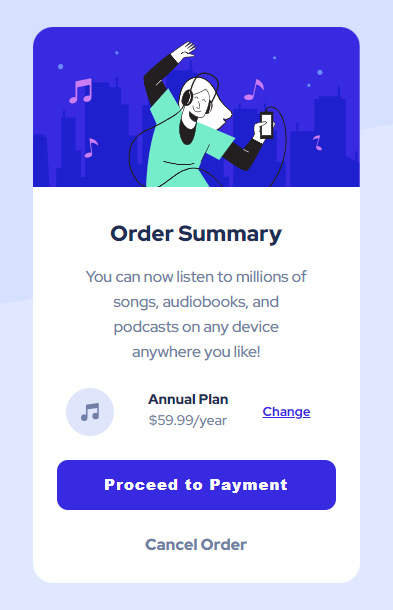 Order Summary
You can now listen to millions of
songs, audiobooks, and
podcasts on any device
anywhere you like!
Annual Plan
$59.99/year
Change
Proceed to Payment
Cancel Order